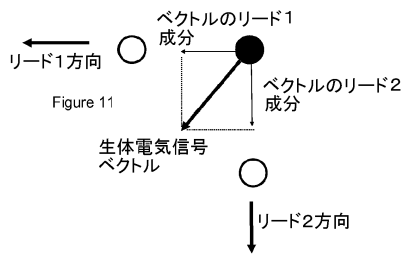 ベクトルのリード１
成分
リード１方向
ベクトルのリード２
成分
Figure 11
生体電気信号
ベクトル
リード２方向